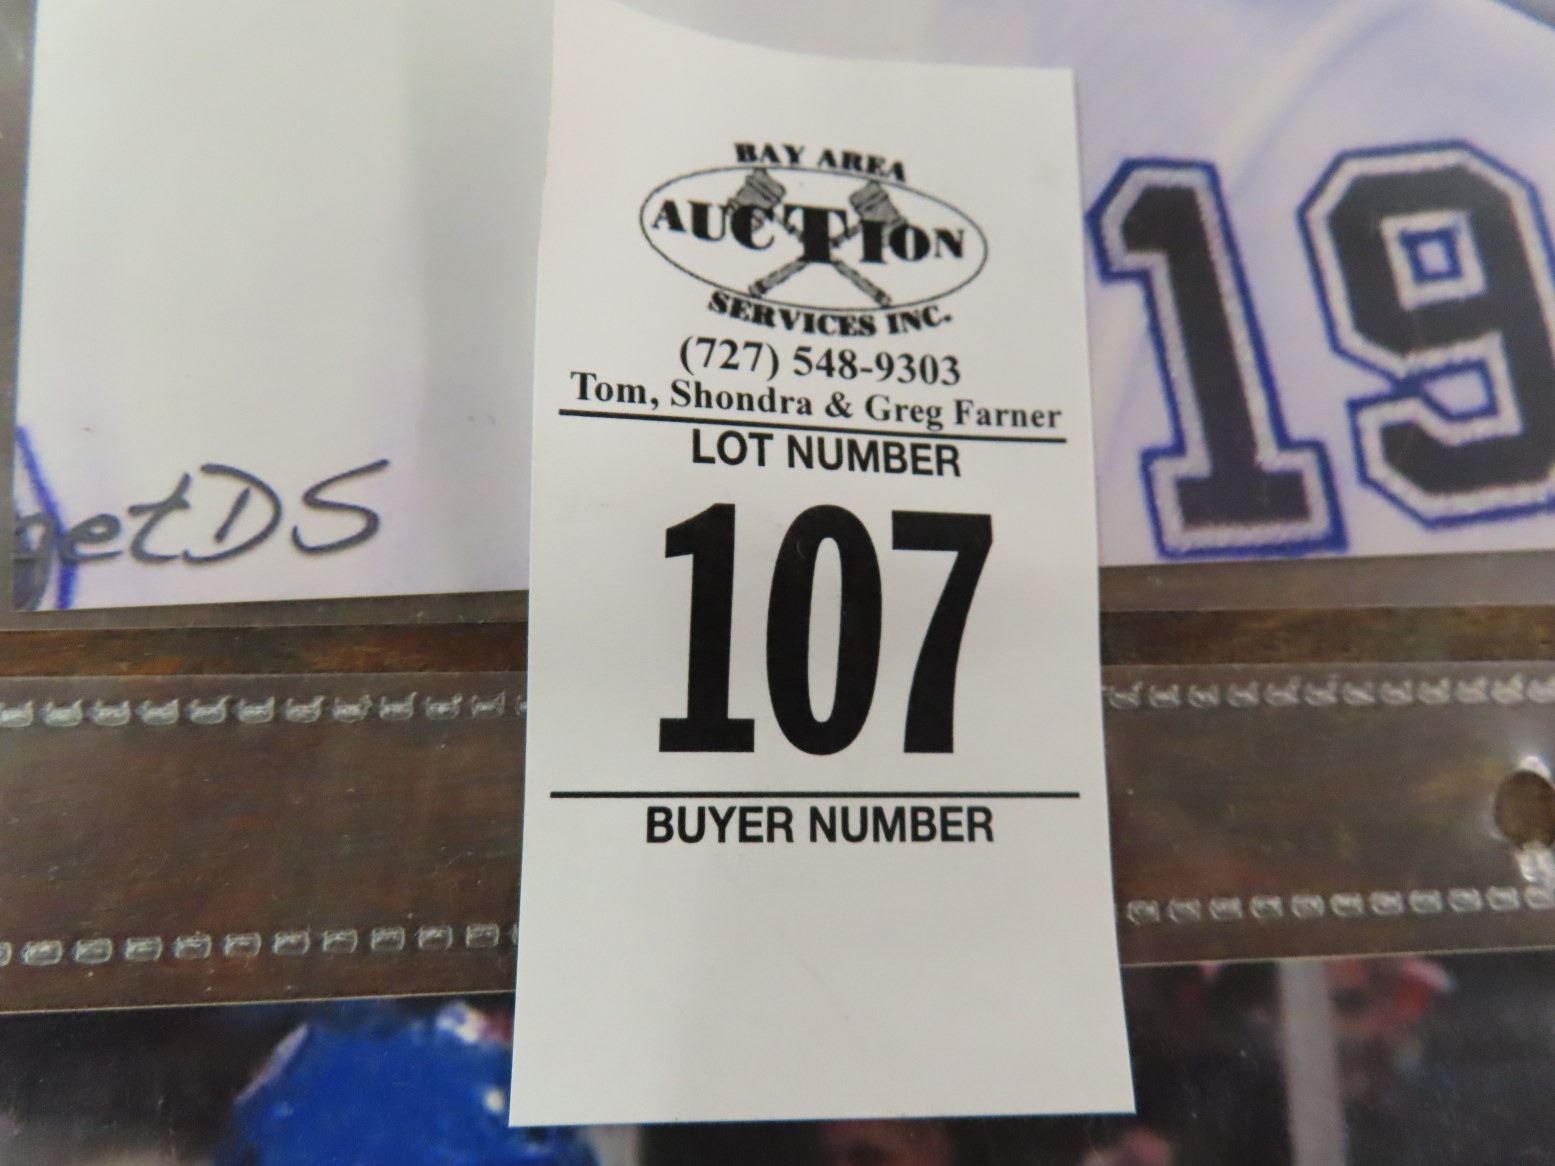 BAY AREA
AUCTION
SERVICES INC.
(727) 548-9303
Tom, Shondra & Greg Farner
LOT NUMBER
107
BUYER NUMBER
19